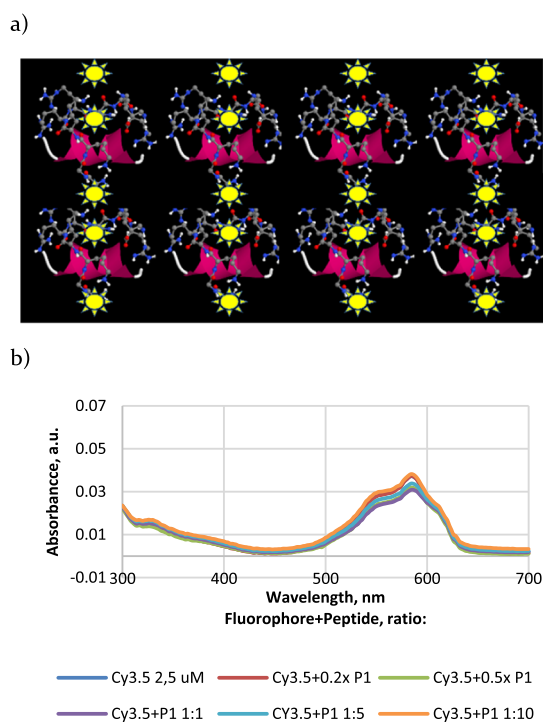 a)
b)
0.07
0.05
0.03
0.01
-0.01
Absorbancce, a.u.
300 400 500 600 700
Wavelength, nm
Fluorophore+Peptide, ratio:
Cy3.5 2,5 uM Cy3.5+0.2x P1 Cy3.5+0.5x P1
Cy3.5+P1 1:1 Cy3.5+P1 1:5 Cy3.5+P1 1:10